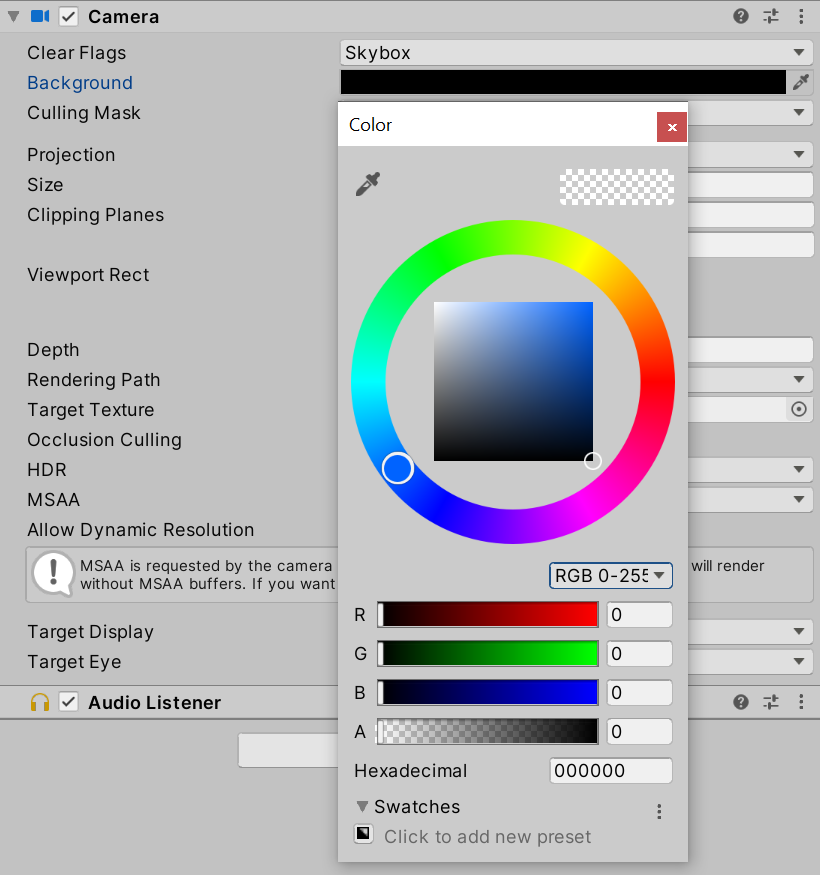 Camera
Clear Flags
Skybox
Background
Culling Mask
Color
x
Projection
Size
Clipping Planes
Viewport Rect
Depth
Rendering Path
Target Texture
Occlusion Culling
HDR
MSAA
Allow Dynamic Resolution
MSAA is requested by the camera
will render
without MSAA buffers. If you want
RGB 0-255
R
0
G
0
B
0
A
0
Target Display
Target Eye
Audio Listener
Hexadecimal
000000
Swatches
Click to add new preset